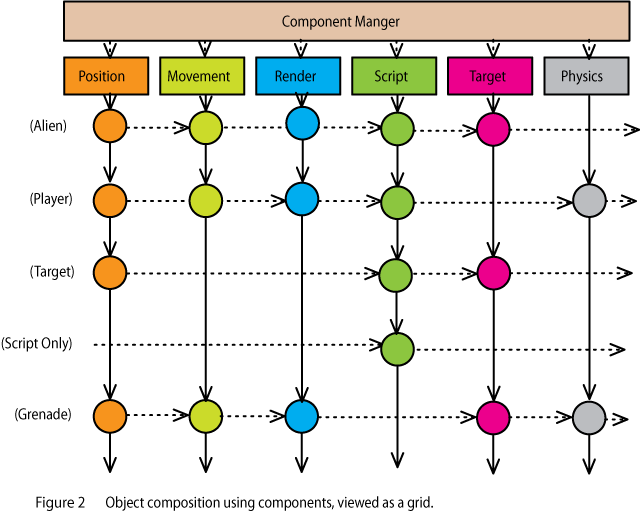 Component Manger
Position Movement Render Script Target Physics
(Alien)
(Player)
(Target)
(Script Only)
(Grenade)
Figure 2 Object composition using components, viewed as a grid.